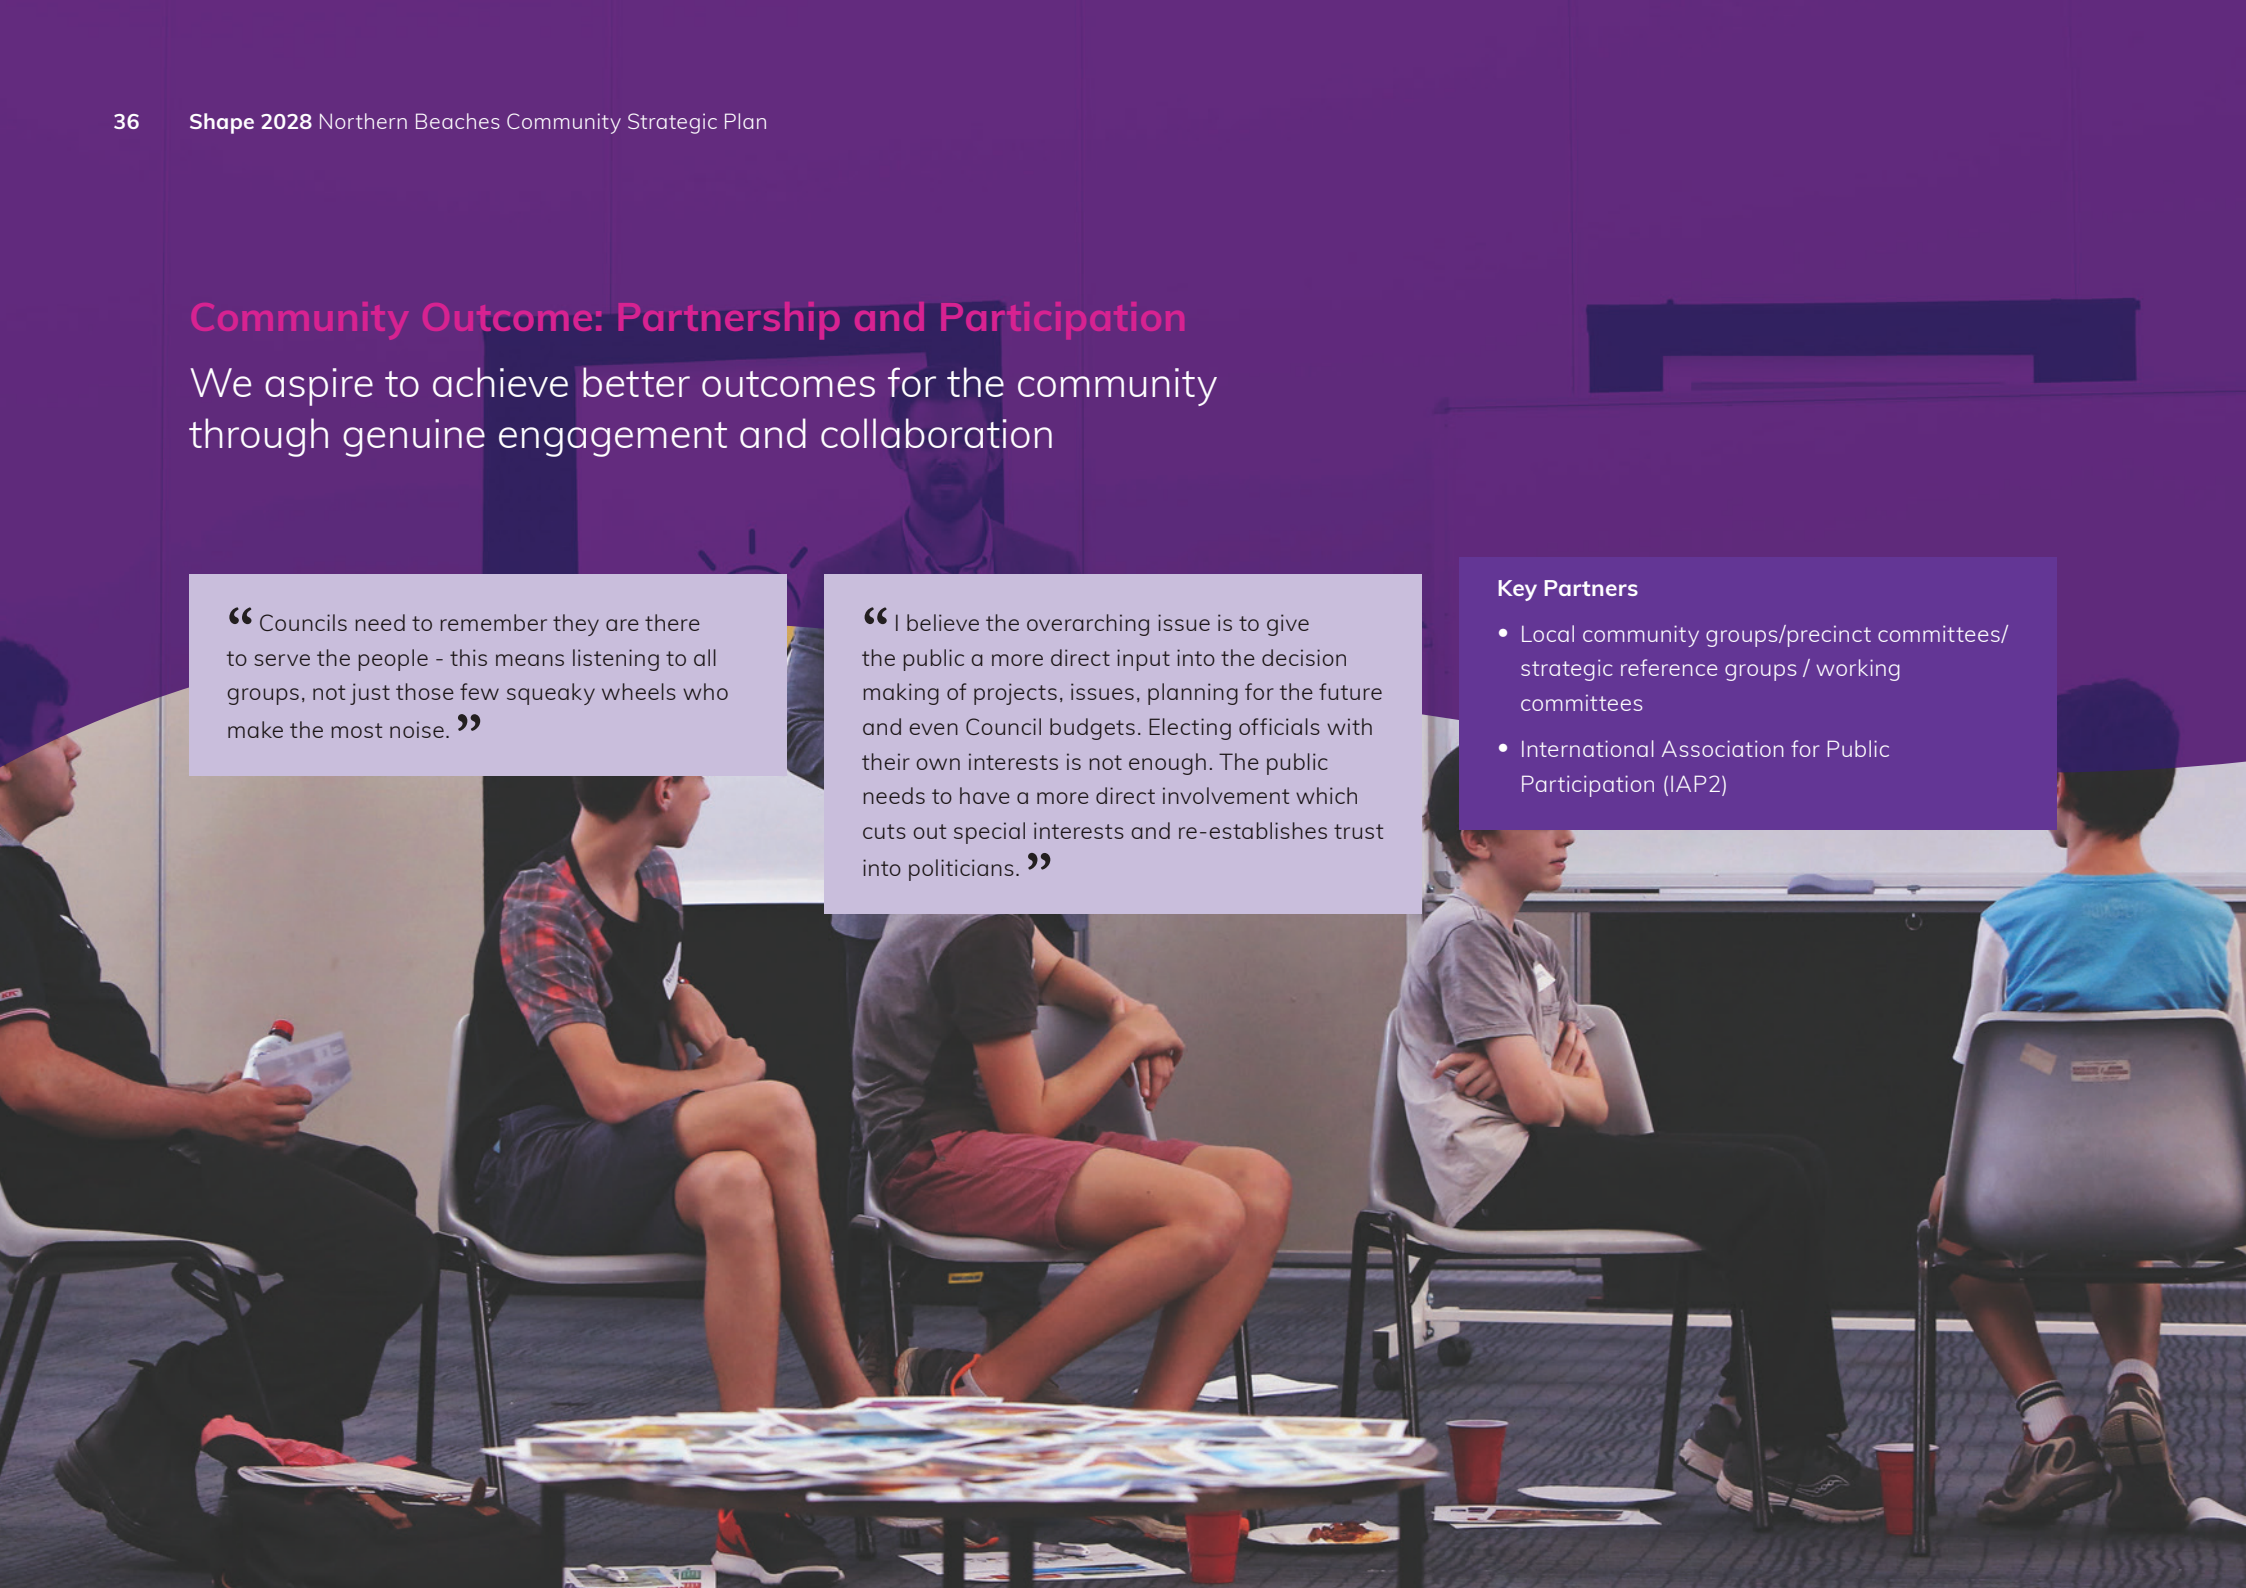 36 Shape 2028 Northern Beaches Community Strategic Plan
Community Outcome: Partnership and Participation
We aspire to achieve better outcomes for the community
through genuine engagement and collaboration
“ Councils need to remember they are there
to serve the people - this means listening to all
groups, not just those few squeaky wheels who
make the most noise. ”
“ I believe the overarching issue is to give
the public a more direct input into the decision
making of projects, issues, planning for the future
and even Council budgets. Electing officials with
their own interests is not enough. The public
needs to have a more direct involvement which
cuts out special interests and re-establishes trust
into politicians. ”
Key Partners
• Local community groups/precinct committees/
strategic reference groups / working
committees
• International Association for Public
Participation (IAP2)
KFC